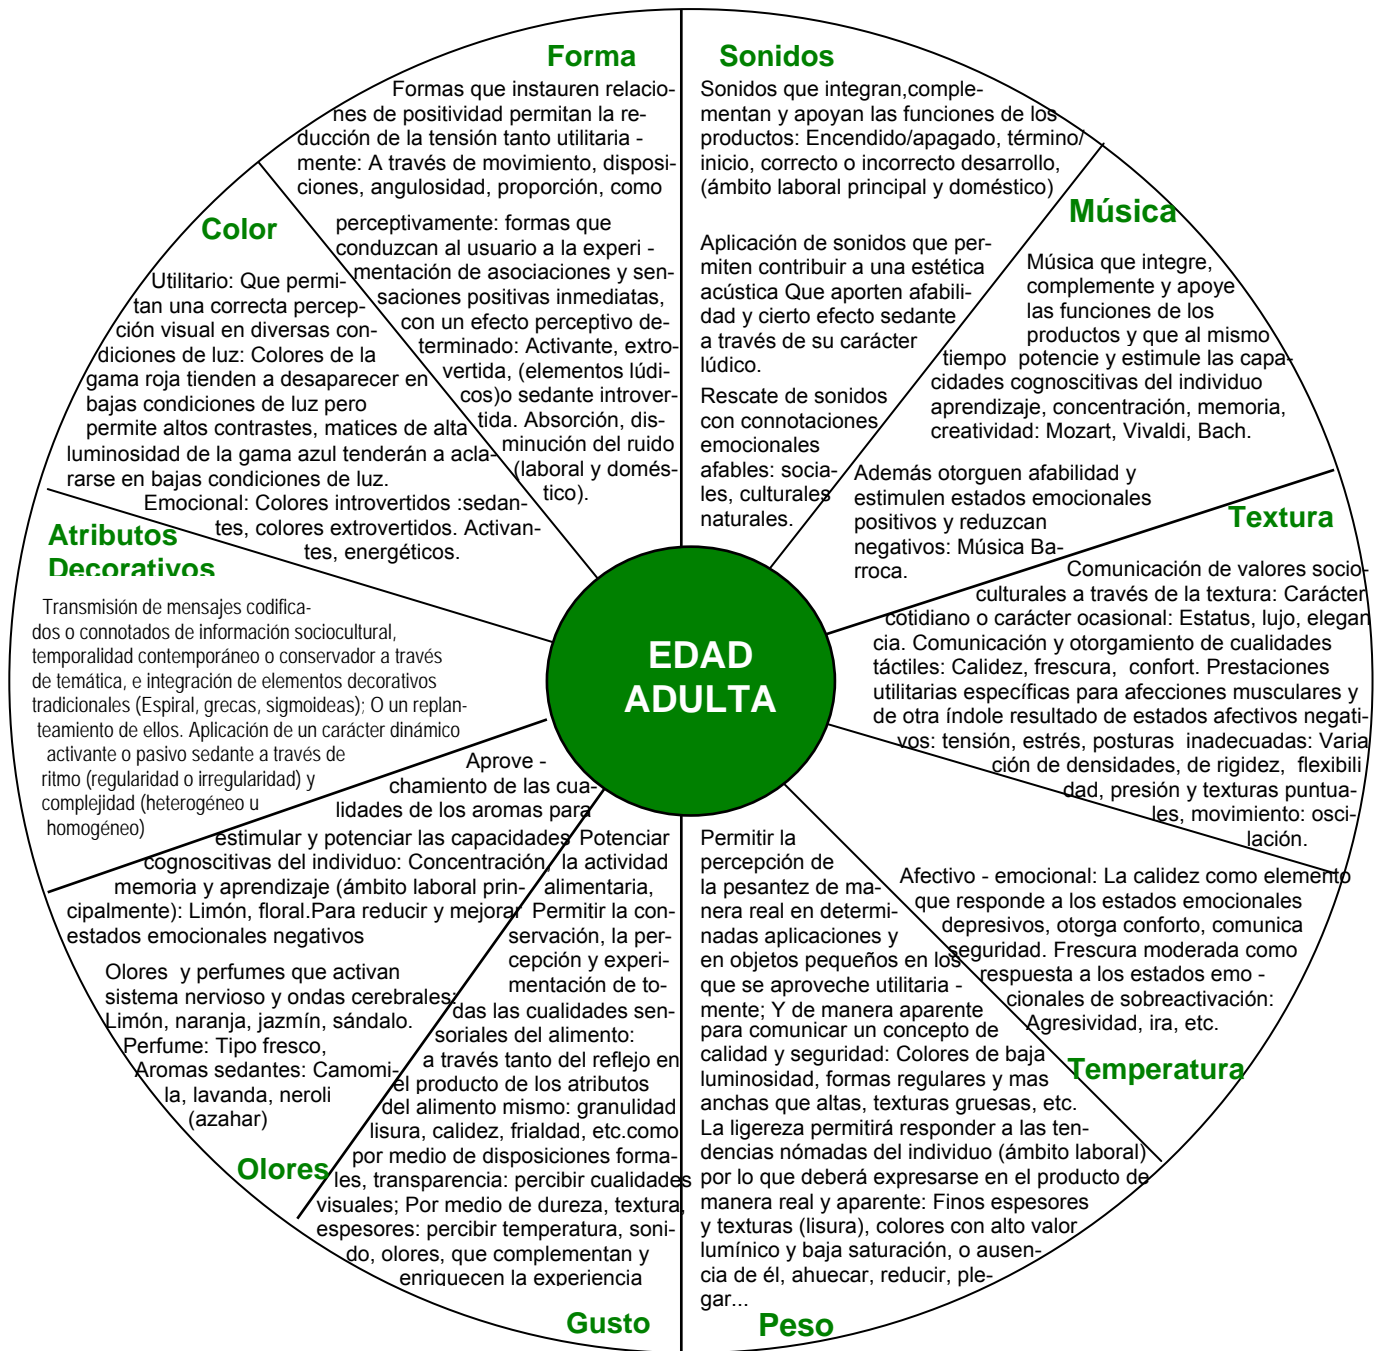 Forma
Formas que instauren relacio-
nes de positividad permitan la re-
ducción de la tensión tanto utilitaria -
mente: A través de movimiento, disposi-
ciones, angulosidad, proporción, como
perceptivamente: formas que
conduzcan al usuario a la experi -
mentación de asociaciones y sen-
saciones positivas inmediatas,
con un efecto perceptivo de-
terminado: Activante, extro-
vertida, (elementos lúdi-
cos)o sedante introver-
tida. Absorción, dis-
minución del ruido
(laboral y domés-
tico).
Sonidos
Sonidos que integran,comple-
mentan y apoyan las funciones de los
productos: Encendido/apagado, término/
inicio, correcto o incorrecto desarrollo,
(ámbito laboral principal y doméstico)
Aplicación de sonidos que per-
miten contribuir a una estética
acústica Que aporten afabili-
dad y cierto efecto sedante
a través de su carácter
lúdico.
Rescate de sonidos
con connotaciones
emocionales
afables: socia-
les, culturales
naturales.
Música
Música que integre,
complemente y apoye
las funciones de los
productos y que al mismo
tiempo potencie y estimule las capa-
cidades cognoscitivas del individuo
aprendizaje, concentración, memoria,
creatividad: Mozart, Vivaldi, Bach.
Además otorguen afabilidad y
estimulen estados emocionales
positivos y reduzcan
negativos: Música Ba-
rroca.
Textura
Comunicación de valores socio-
culturales a través de la textura: Carácter
cotidiano o carácter ocasional: Estatus, lujo, elegan
cia. Comunicación y otorgamiento de cualidades
táctiles: Calidez, frescura, confort. Prestaciones
utilitarias específicas para afecciones musculares y
de otra índole resultado de estados afectivos negati-
vos: tensión, estrés, posturas inadecuadas: Varia
ción de densidades, de rigidez, flexibili
dad, presión y texturas puntua-
les, movimiento: osci-
lación.
Afectivo - emocional: La calidez como elemento
que responde a los estados emocionales
depresivos, otorga conforto, comunica
seguridad. Frescura moderada como
respuesta a los estados emo -
cionales de sobreactivación:
Agresividad, ira, etc.
Temperatura
Permitir la
percepción de
la pesantez de ma-
nera real en determi-
nadas aplicaciones y
en objetos pequeños en los
que se aproveche utilitaria -
mente; Y de manera aparente
para comunicar un concepto de
calidad y seguridad: Colores de baja
luminosidad, formas regulares y mas
anchas que altas, texturas gruesas, etc.
La ligereza permitirá responder a las ten-
dencias nómadas del individuo (ámbito laboral)
por lo que deberá expresarse en el producto de
manera real y aparente: Finos espesores
y texturas (lisura), colores con alto valor
lumínico y baja saturación, o ausen-
cia de él, ahuecar, reducir, ple-
gar...
Peso
Potenciar
la actividad
alimentaria,
Permitir la con-
servación, la per-
cepción y experi-
mentación de to-
das las cualidades sen-
soriales del alimento:
a través tanto del reflejo en
el producto de los atributos
del alimento mismo: granulidad
lisura, calidez, frialdad, etc.como
por medio de disposiciones forma-
les, transparencia: percibir cualidades
visuales; Por medio de dureza, textura,
espesores: percibir temperatura, soni-
do, olores, que complementan y
enriquecen la experiencia
Gusto
Aprove -
chamiento de las cua-
lidades de los aromas para
estimular y potenciar las capacidades
cognoscitivas del individuo: Concentración,
memoria y aprendizaje (ámbito laboral prin-
cipalmente): Limón, floral.Para reducir y mejorar
estados emocionales negativos
Olores y perfumes que activan
sistema nervioso y ondas cerebrales:
Limón, naranja, jazmín, sándalo.
Perfume: Tipo fresco,
Aromas sedantes: Camomi-
la, lavanda, neroli
(azahar)
Olores
Atributos
Decorativos
Transmisión de mensajes codifica-
dos o connotados de información sociocultural,
temporalidad contemporáneo o conservador a través
de temática, e integración de elementos decorativos
tradicionales (Espiral, grecas, sigmoideas); O un replan-
teamiento de ellos. Aplicación de un carácter dinámico
activante o pasivo sedante a través de
ritmo (regularidad o irregularidad) y
complejidad (heterogéneo u
homogéneo)
Color
Utilitario: Que permi-
tan una correcta percep-
ción visual en diversas con-
diciones de luz: Colores de la
gama roja tienden a desaparecer en
bajas condiciones de luz pero
permite altos contrastes, matices de alta
luminosidad de la gama azul tenderán a acla-
rarse en bajas condiciones de luz.
Emocional: Colores introvertidos :sedan-
tes, colores extrovertidos. Activan-
tes, energéticos.
EDAD
ADULTA